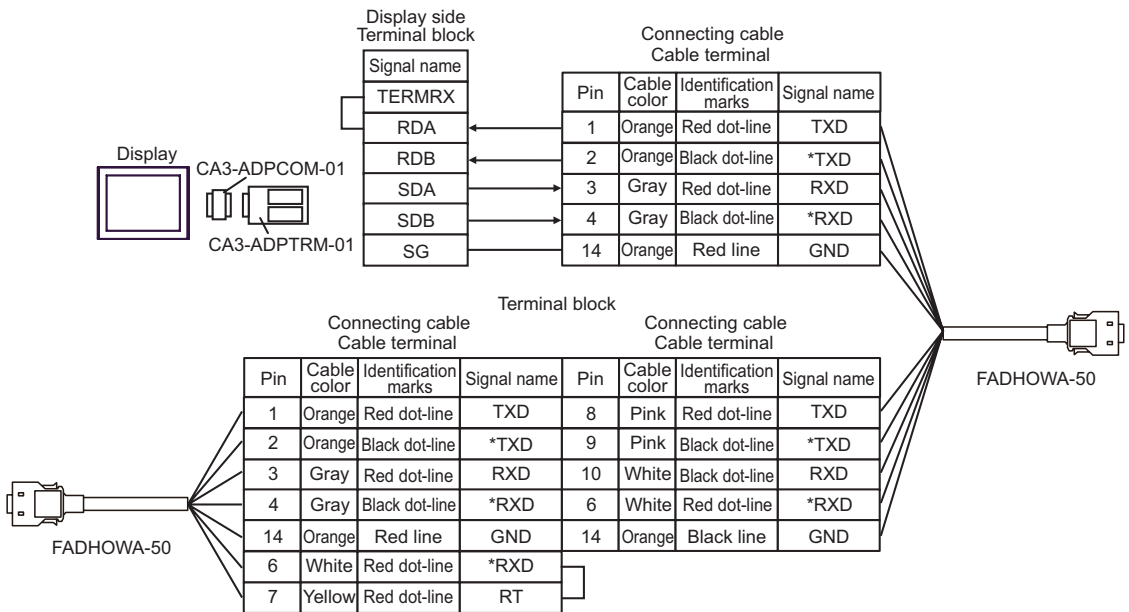 Display side
Terminal block
Signal name
TERMRX
RDA
RDB
SDA
SDB
SG
Connecting cable
Cable terminal
Pin Cable color Identification marks Signal name
1 Orange Red dot-line TXD
2 Orange Black dot-line *TXD
3 Gray Red dot-line RXD
4 Gray Black dot-line *RXD
14 Orange Red line GND
Display
CA3-ADPCOM-01
CA3-ADPTRM-01
Terminal block
Connecting cable
Cable terminal
Pin Cable color Identification marks Signal name
1 Orange Red dot-line TXD
2 Orange Black dot-line *TXD
3 Gray Red dot-line RXD
4 Gray Black dot-line *RXD
14 Orange Red line GND
6 White Red dot-line *RXD
7 Yellow Red dot-line RT
Connecting cable
Cable terminal
Pin Cable color Identification marks Signal name
8 Pink Red dot-line TXD
9 Pink Black dot-line *TXD
10 White Black dot-line RXD
6 White Red dot-line *RXD
14 Orange Black line GND
FADHOWA-50
FADHOWA-50